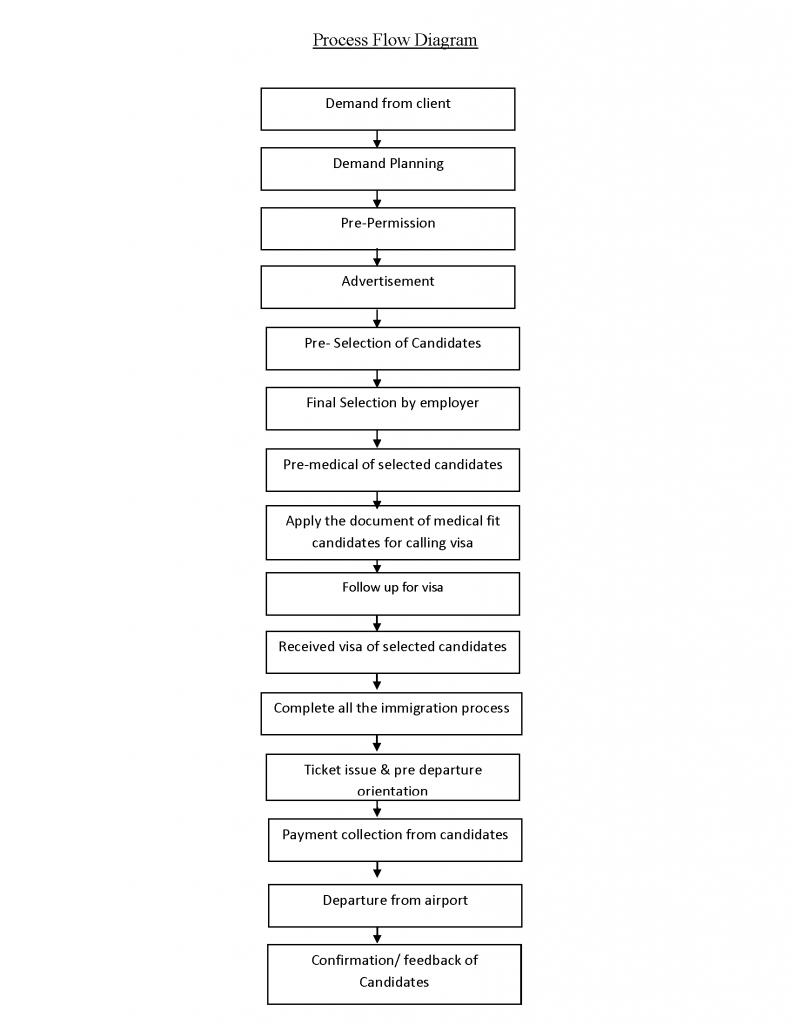 Process Flow Diagram
Demand from client
Demand Planning
Pre-Permission
Advertisement
Pre- Selection of Candidates
Final Selection by employer
Pre-medical of selected candidates
Apply the document of medical fit
candidates for calling visa
Follow up for visa
Received visa of selected candidates
Complete all the immigration process
Ticket issue & pre departure
orientation
Payment collection from candidates
Departure from airport
Confirmation/ feedback of
Candidates